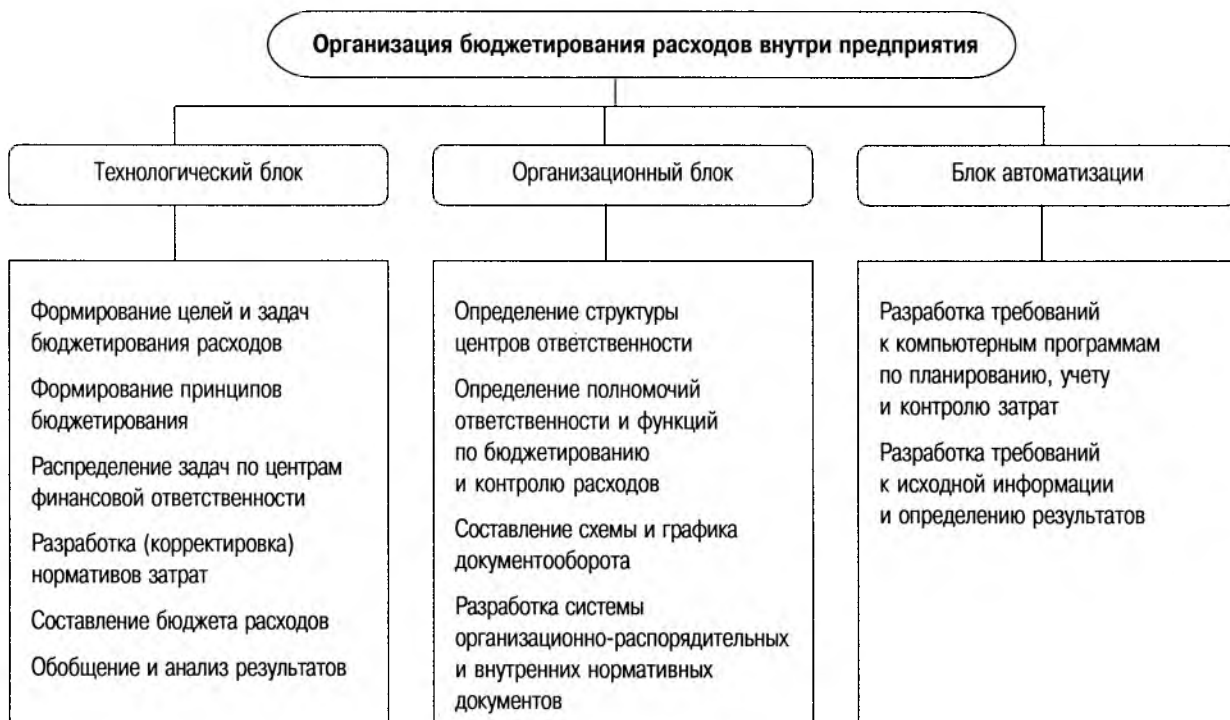 Организация бюджетирования расходов внутри предприятия
Технологический блок
Организационный блок
Блок автоматизации
Формирование целей и задач
бюджетирования расходов
Формирование принципов
бюджетирования
Распределение задач по центрам
финансовой ответственности
Разработка (корректировка)
нормативов затрат
Составление бюджета расходов
Обобщение и анализ результатов
Определение структуры
центров ответственности
Определение полномочий
ответственности и функций
по бюджетированию
и контролю расходов
Составление схемы и графика
документооборота
Разработка системы
организационно-распорядительных
и внутренних нормативных
документов
Разработка требований
к компьютерным программам
по планированию, учету
и контролю затрат
Разработка требований
к исходной информации
и определению результатов